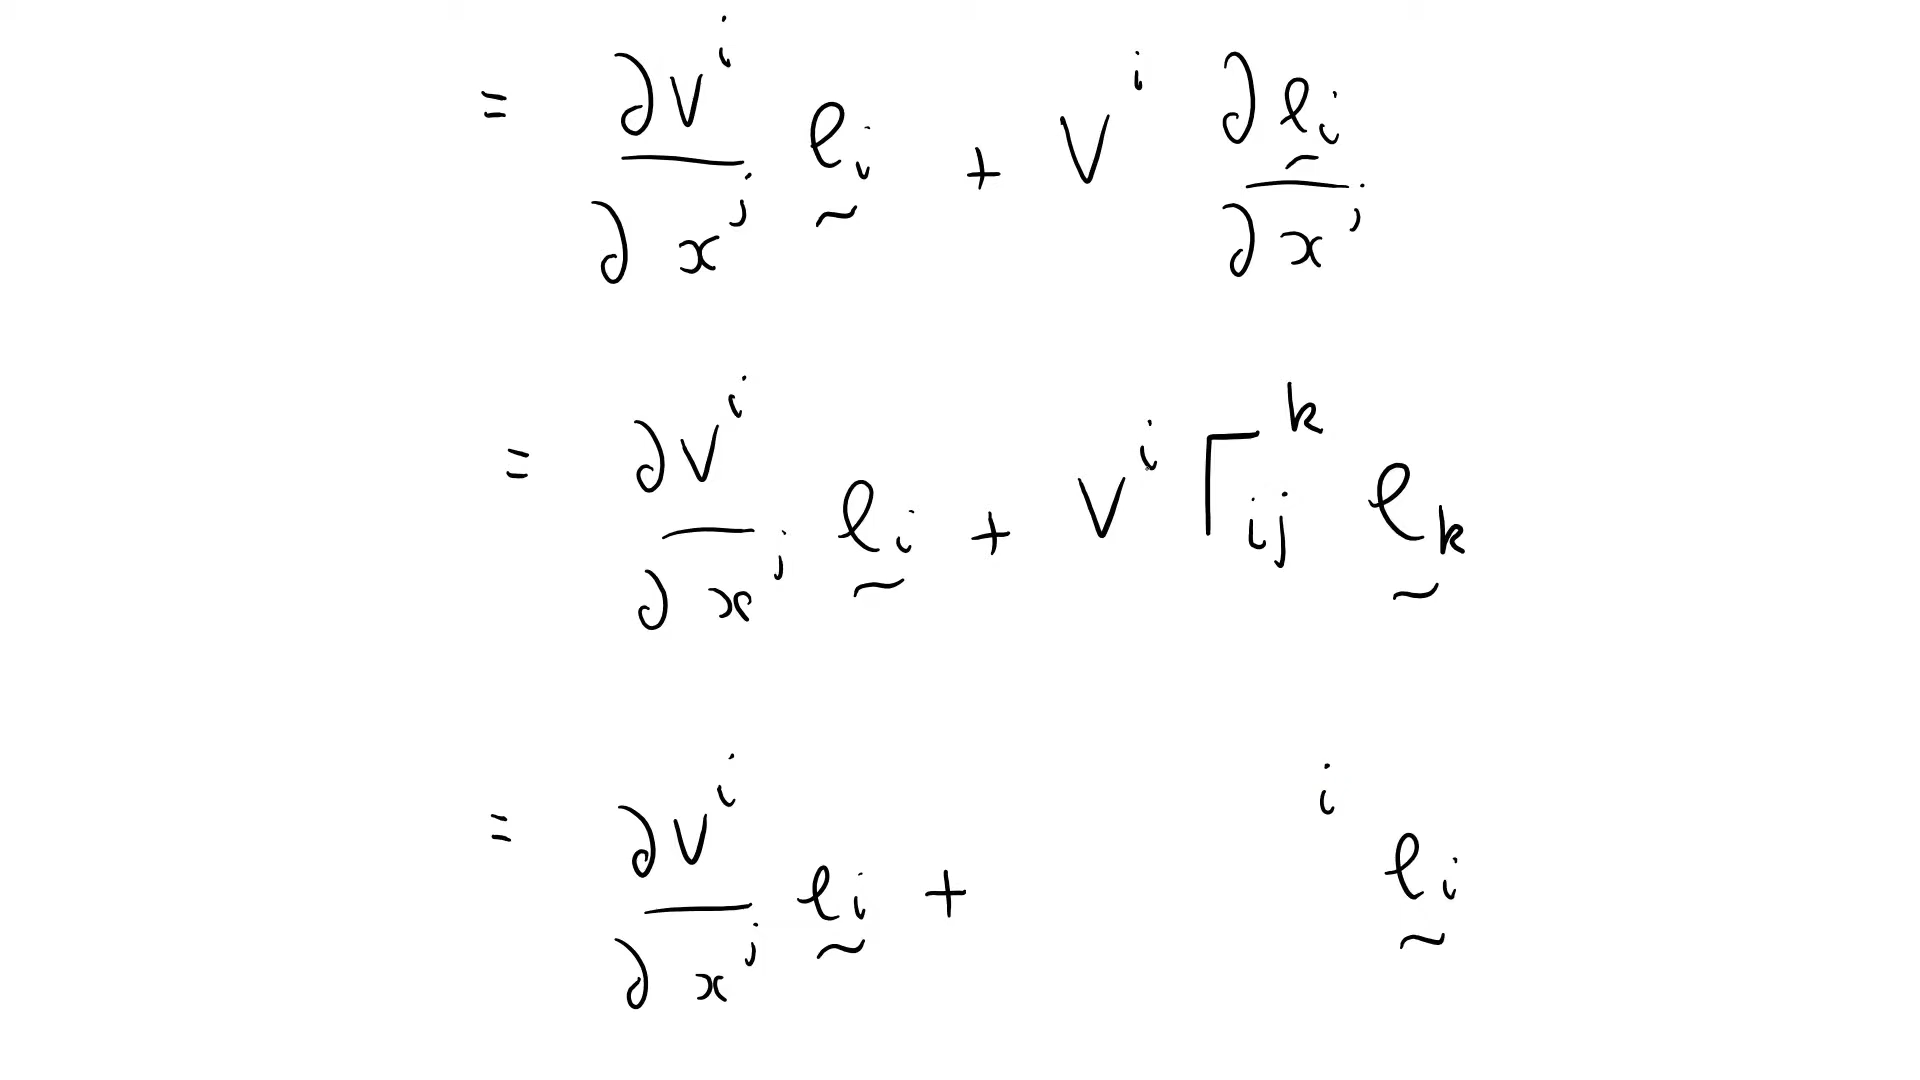 = ∂v^i/∂x^j e_i + v^i ∂e_i/∂x^j
= ∂v^i/∂x^j e_i + v^i Γ^k_ij e_k
= ∂v^i/∂x^j e_i + ^i e_i